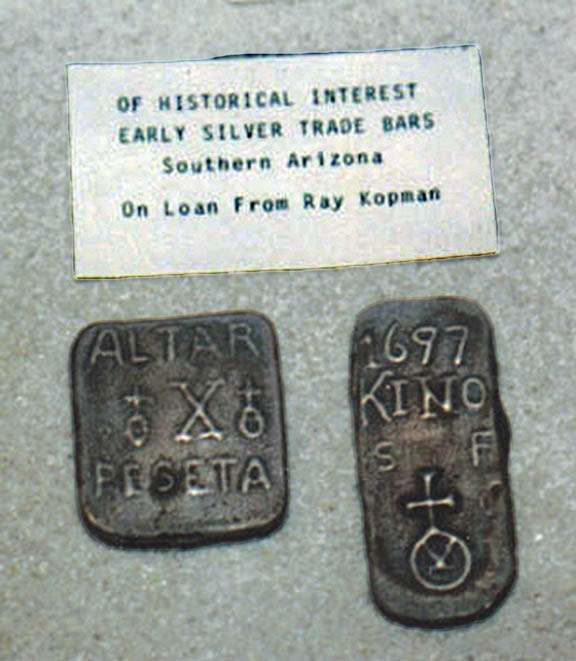 OF HISTORICAL INTEREST
EARLY SILVER TRADE BARS
Southern Arizona
On Loan From Ray Kopman
ALTAR
X
PESETA
1697
KINO
S F